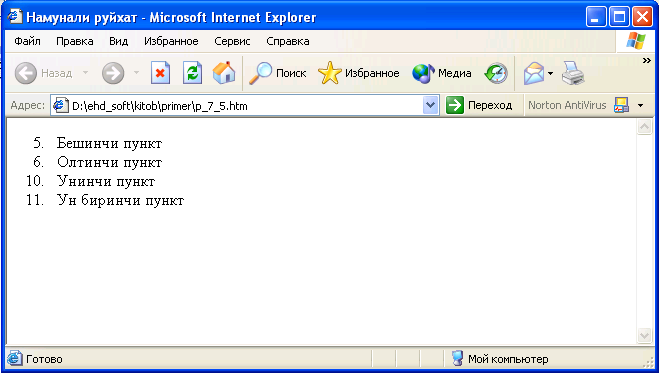 Намунали руйхат - Microsoft Internet Explorer
Файл Правка Вид Избранное Сервис Справка
Назад Поиск Избранное Медиа
Адрес: D:\ehd_soft\kitob\primer\p_7_5.htm Переход Norton AntiVirus
5. Бешинчи пункт
6. Олтинчи пункт
10. Унинчи пункт
11. Ун биринчи пункт
Готово Мой компьютер